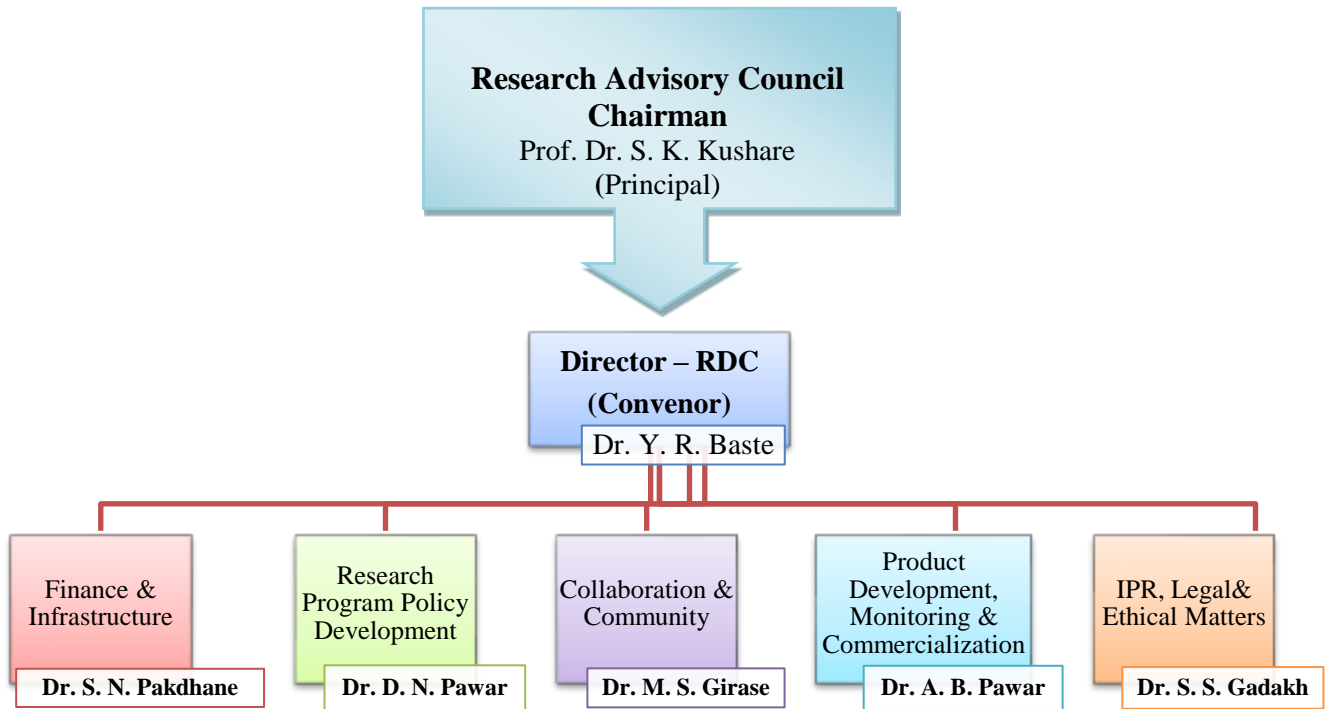 Research Advisory Council
Chairman
Prof. Dr. S. K. Kushare
(Principal)
Director – RDC
(Convenor)
Dr. Y. R. Baste
Finance &
Infrastructure
Dr. S. N. Pakdhane
Research
Program Policy
Development
Dr. D. N. Pawar
Collaboration &
Community
Dr. M. S. Girase
Product
Development,
Monitoring &
Commercialization
Dr. A. B. Pawar
IPR, Legal&
Ethical Matters
Dr. S. S. Gadakh